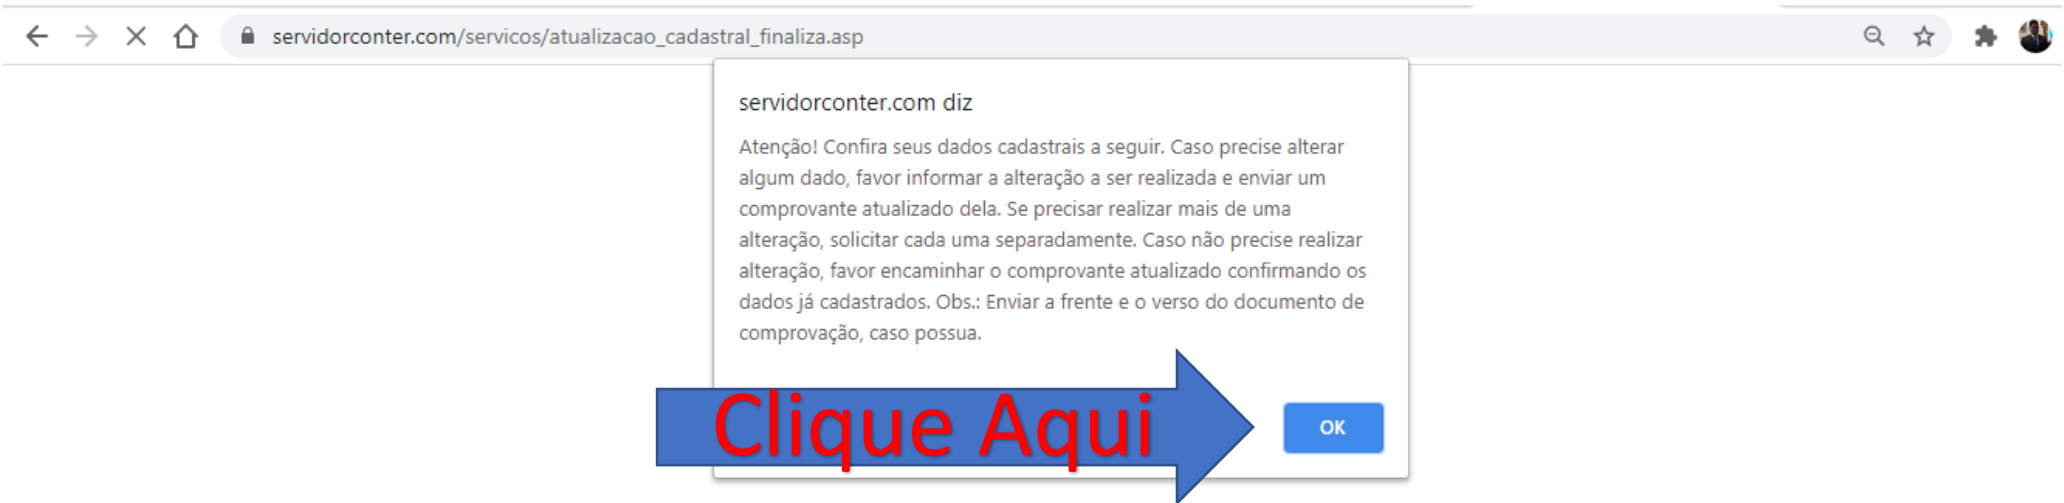 servidorconter.com/servicos/atualizacao_cadastral_finaliza.asp
servidorconter.com diz
Atenção! Confira seus dados cadastrais a seguir. Caso precise alterar
algum dado, favor informar a alteração a ser realizada e enviar um
comprovante atualizado dela. Se precisar realizar mais de uma
alteração, solicitar cada uma separadamente. Caso não precise realizar
alteração, favor encaminhar o comprovante atualizado confirmando os
dados já cadastrados. Obs.: Enviar a frente e o verso do documento de
comprovação, caso possua.
Clique Aqui
OK